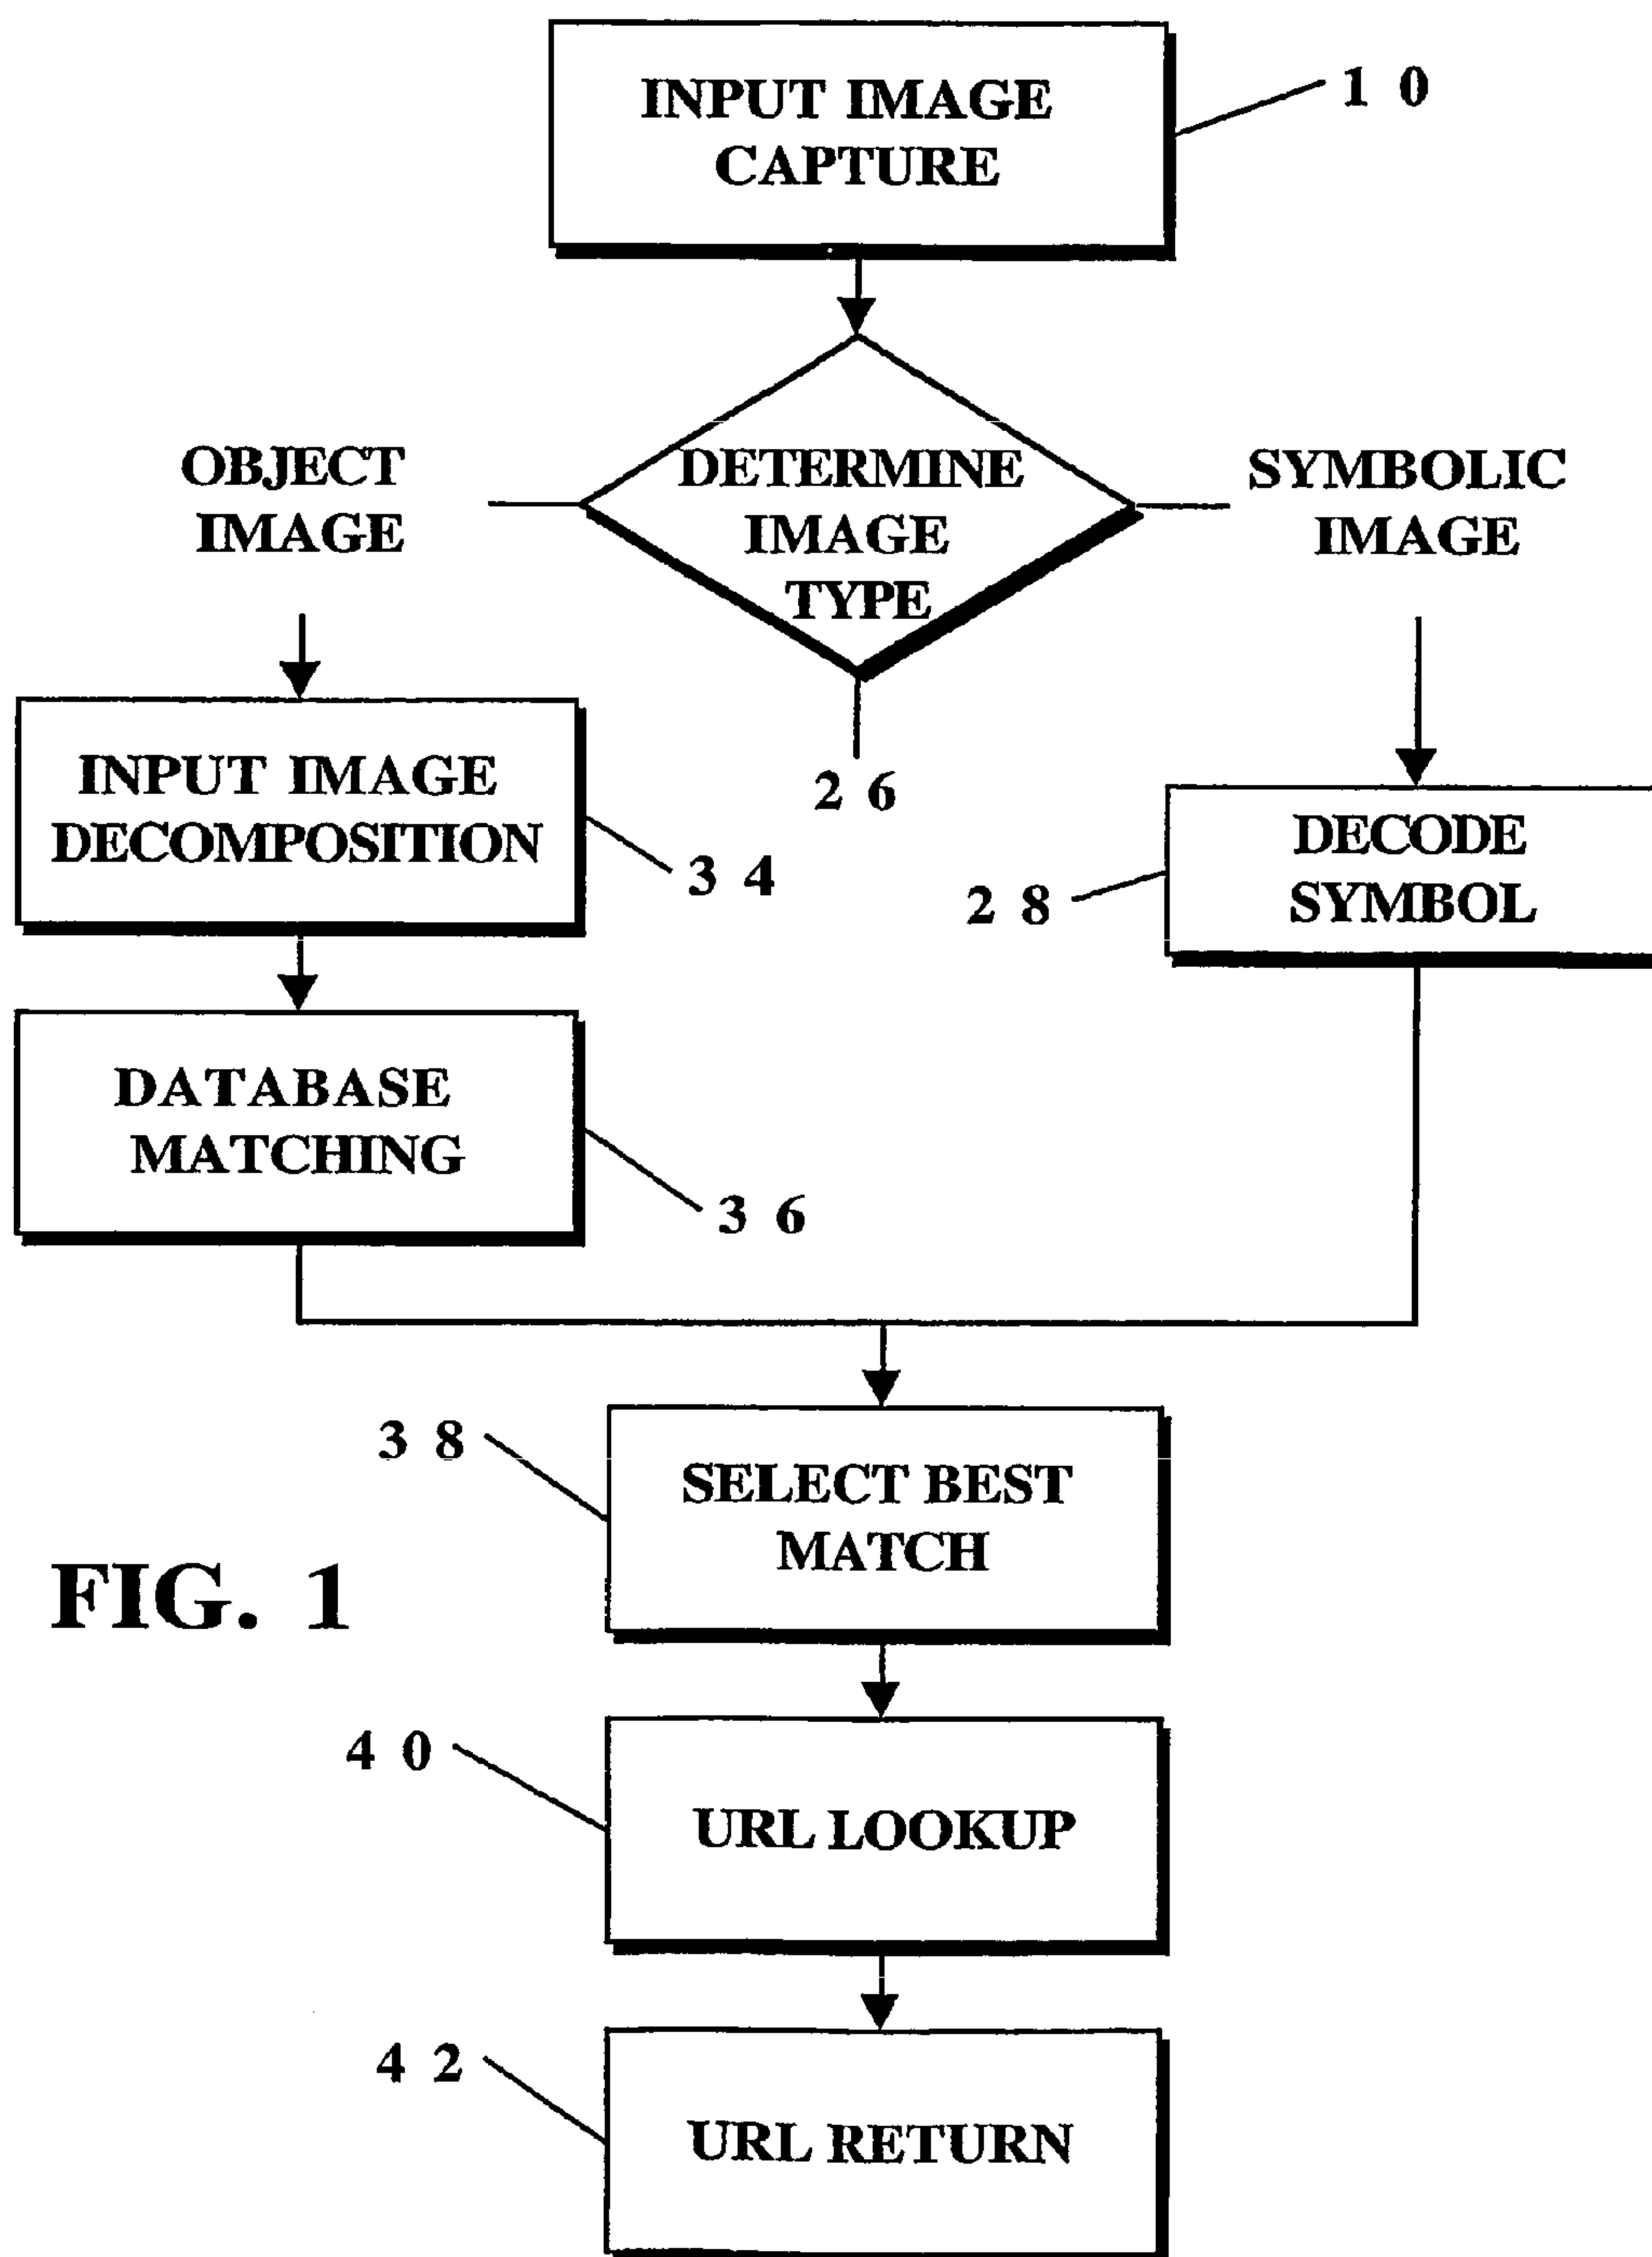 INPUT IMAGE
CAPTURE
1 0
DETERMINE
IMAGE
TYPE
2 6
OBJECT
IMAGE
SYMBOLIC
IMAGE
INPUT IMAGE
DECOMPOSITION
3 4
DECODE
SYMBOL
2 8
DATABASE
MATCHING
3 6
3 8
SELECT BEST
MATCH
FIG. 1
4 0
URL LOOKUP
4 2
URL RETURN